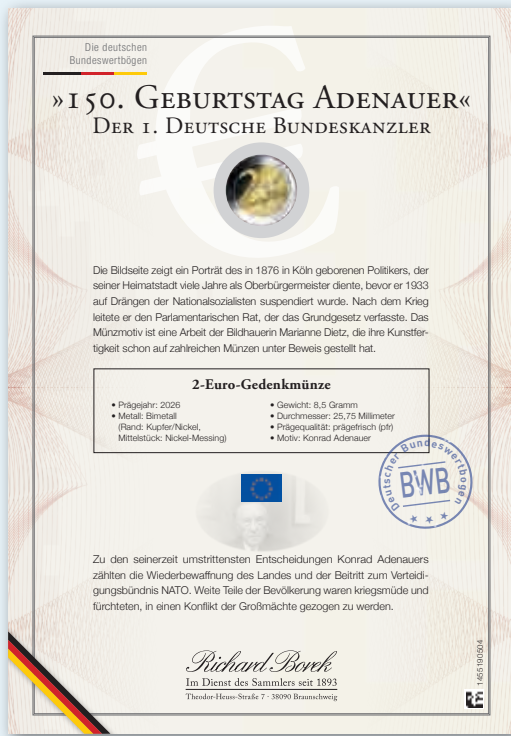 Die deutschen
Bundeswertbögen
»150. Geburtstag Adenauer«
Der 1. Deutsche Bundeskanzler
Die Bildseite zeigt ein Porträt des in 1876 in Köln geborenen Politikers, der
seiner Heimatstadt viele Jahre als Oberbürgermeister diente, bevor er 1933
auf Drängen der Nationalsozialisten suspendiert wurde. Nach dem Krieg
leitete er den Parlamentarischen Rat, der das Grundgesetz verfasste. Das
Münzmotiv ist eine Arbeit der Bildhauerin Marianne Dietz, die ihre Kunstfer-
tigkeit schon auf zahlreichen Münzen unter Beweis gestellt hat.
2-Euro-Gedenkmünze
• Prägejahr: 2026
• Metall: Bimetall
(Rand: Kupfer/Nickel,
Mittelstück: Nickel-Messing)
• Gewicht: 8,5 Gramm
• Durchmesser: 25,75 Millimeter
• Prägequalität: prägefrisch (pfr)
• Motiv: Konrad Adenauer
Deutscher Bundeswertbogen
BWB
Zu den seinerzeit umstrittensten Entscheidungen Konrad Adenauers
zählten die Wiederbewaffnung des Landes und der Beitritt zum Verteidi-
gungsbündnis NATO. Weite Teile der Bevölkerung waren kriegsmüde und
fürchteten, in einen Konflikt der Großmächte gezogen zu werden.
Richard Borek
Im Dienst des Sammlers seit 1893
Theodor-Heuss-Straße 7 · 38090 Braunschweig
1455190504